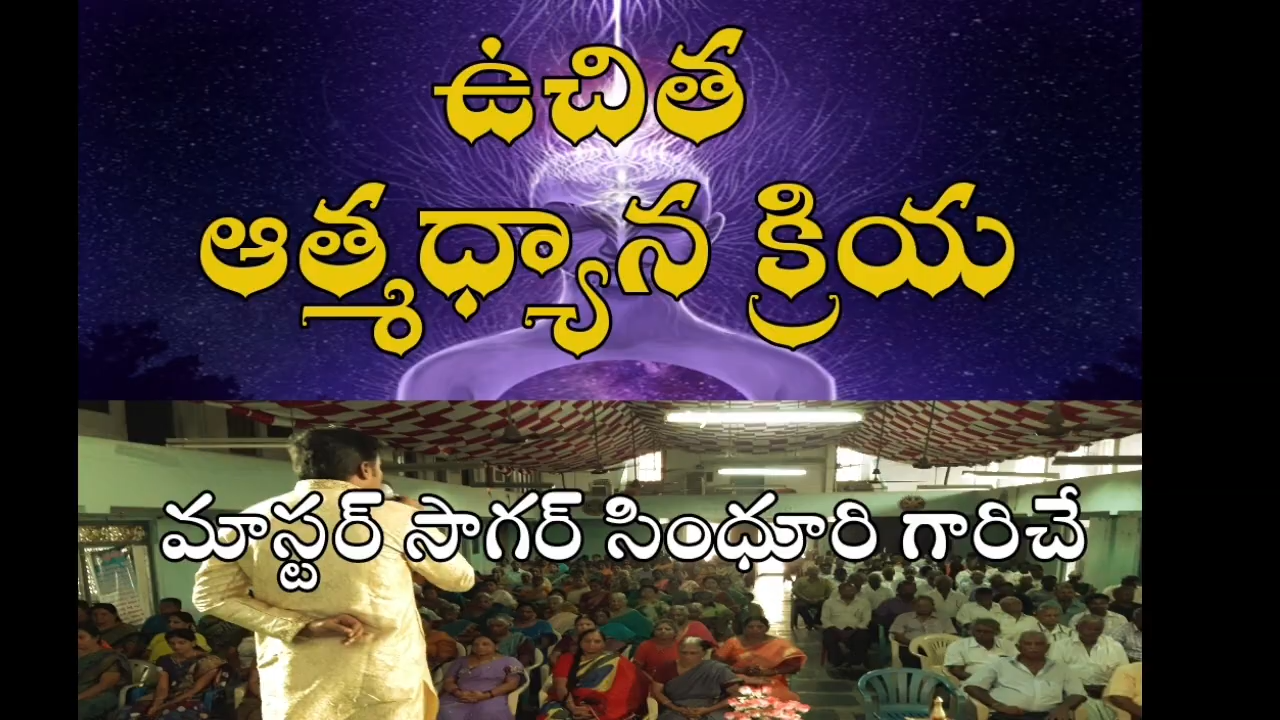 ఉచిత
ఆత్మధ్యాన క్రియ
మాస్టర్ సాగర్ సింధూరి గారిచే